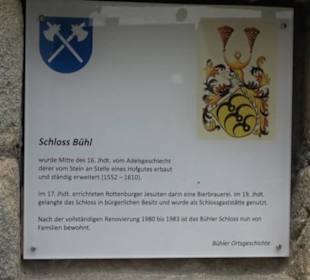 Schloss Bühl
wurde Mitte des 16. Jhdt. vom Adelsgeschlecht
derer vom Stein an Stelle eines Hofgutes erbaut
und ständig erweitert (1552 – 1610).
Im 17. Jhdt. errichteten Rottenburger Jesuiten darin eine Bierbrauerei. Im 19. Jhdt.
gelangte das Schloss in bürgerlichen Besitz und wurde als Schlossgaststätte genutzt.
Nach der vollständigen Renovierung 1980 bis 1983 ist das Bühler Schloss nun von
Familien bewohnt.
Bühler Ortsgeschichte